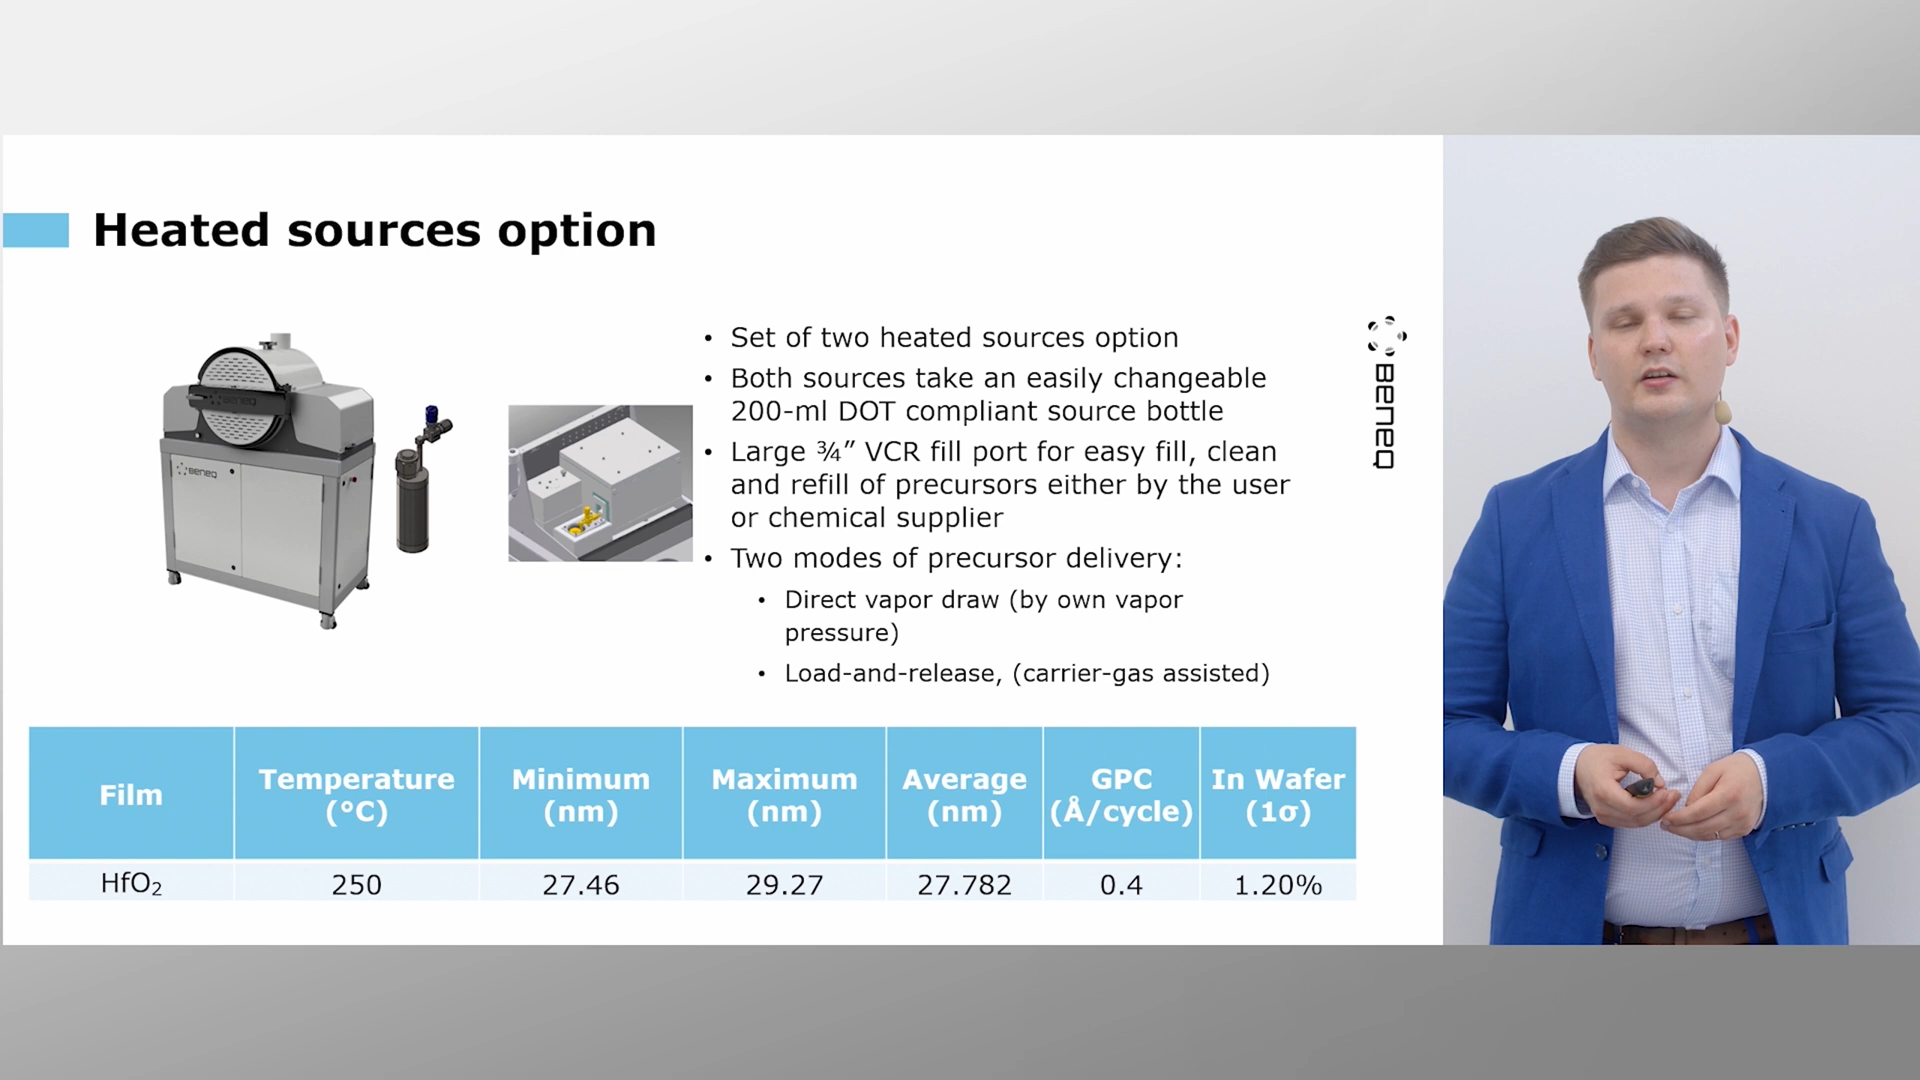 Heated sources option
• Set of two heated sources option
• Both sources take an easily changeable
200-ml DOT compliant source bottle
• Large ¾” VCR fill port for easy fill, clean
and refill of precursors either by the user
or chemical supplier
• Two modes of precursor delivery:
• Direct vapor draw (by own vapor
pressure)
• Load-and-release, (carrier-gas assisted)
BENEQ
BENEQ
BENEQ
Film Temperature (°C) Minimum (nm) Maximum (nm) Average (nm) GPC (Å/cycle) In Wafer (1σ)
HfO₂ 250 27.46 29.27 27.782 0.4 1.20%